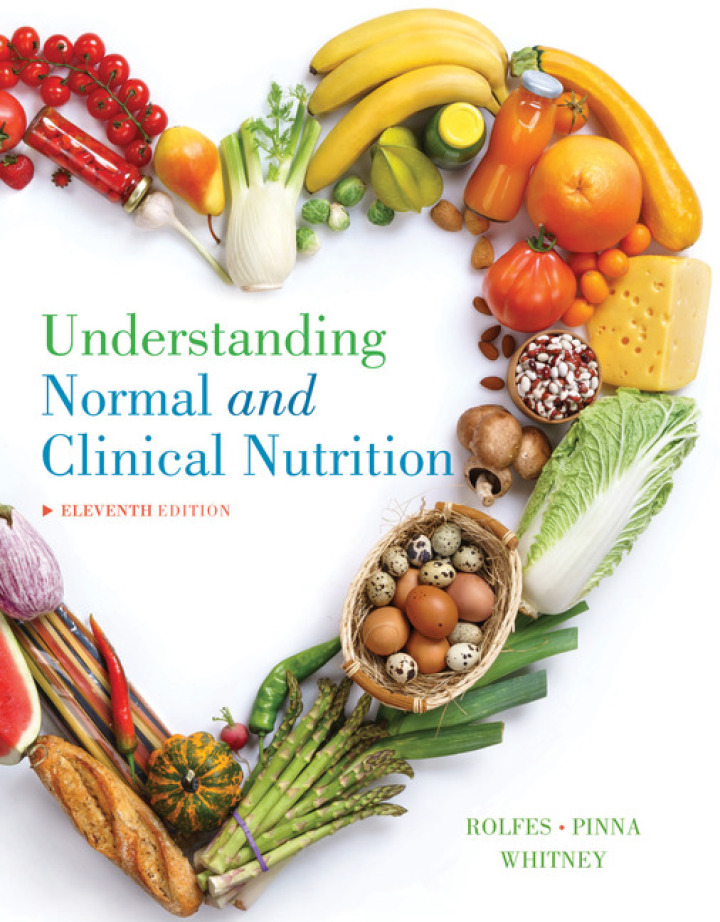 Understanding
Normal and
Clinical Nutrition
▶ ELEVENTH EDITION
ROLFES • PINNA
WHITNEY